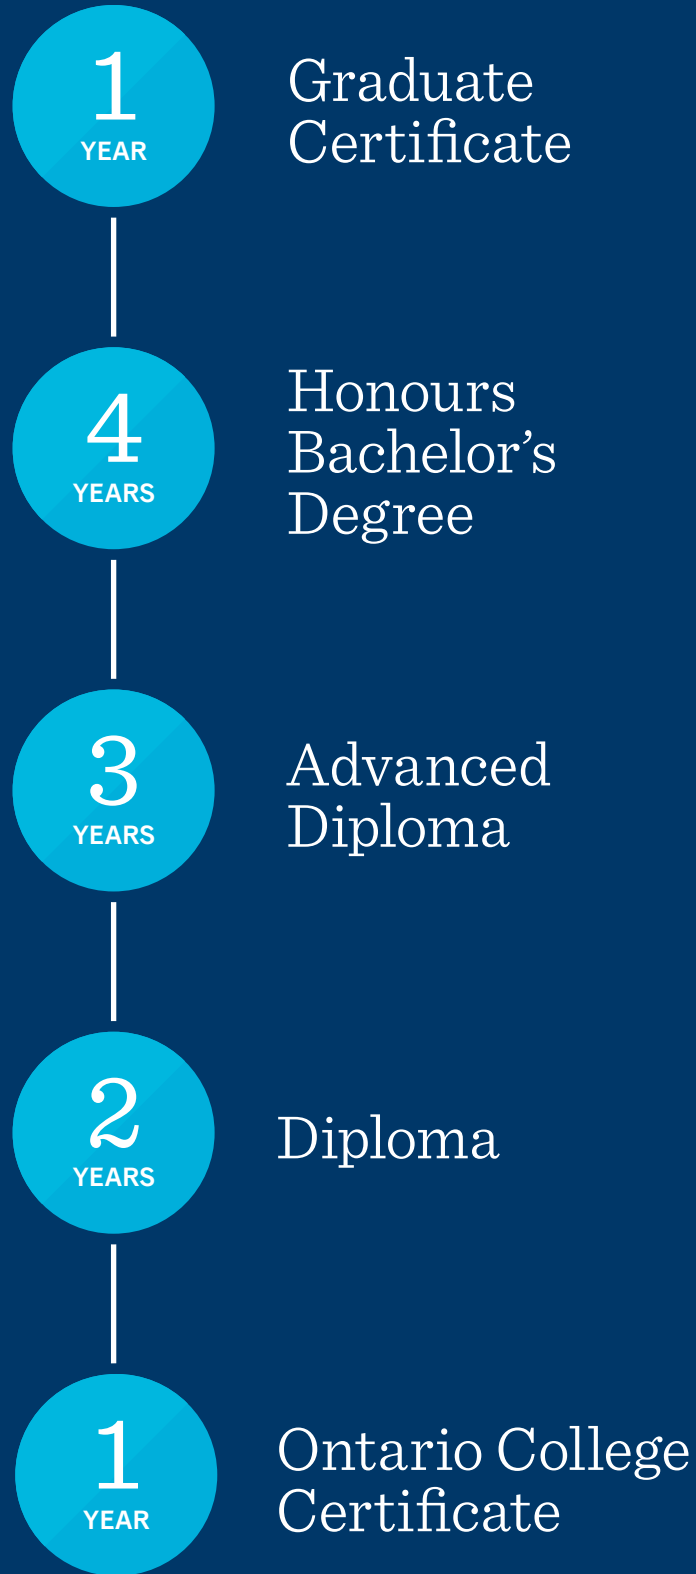 1
YEAR
Graduate
Certificate
4
YEARS
Honours
Bachelor’s
Degree
3
YEARS
Advanced
Diploma
2
YEARS
Diploma
1
YEAR
Ontario College
Certificate